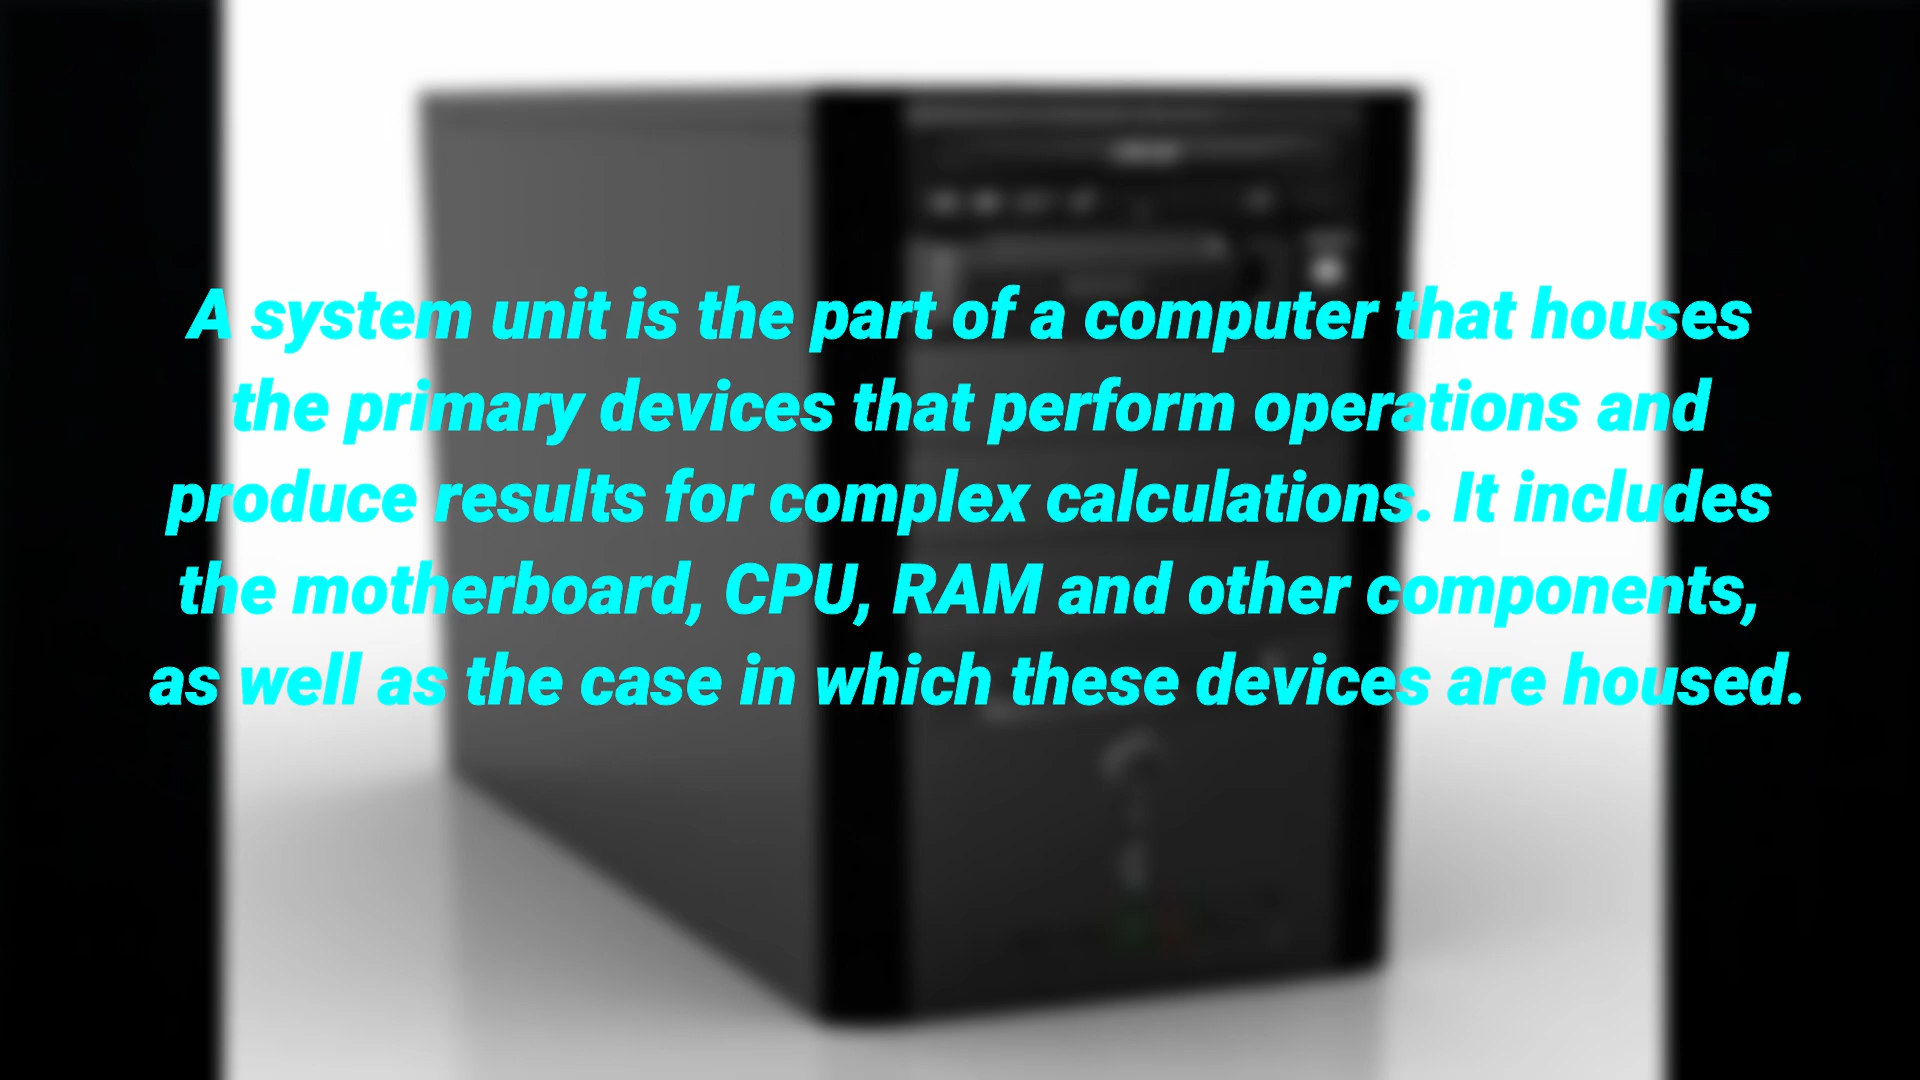 A system unit is the part of a computer that houses
the primary devices that perform operations and
produce results for complex calculations. It includes
the motherboard, CPU, RAM and other components,
as well as the case in which these devices are housed.